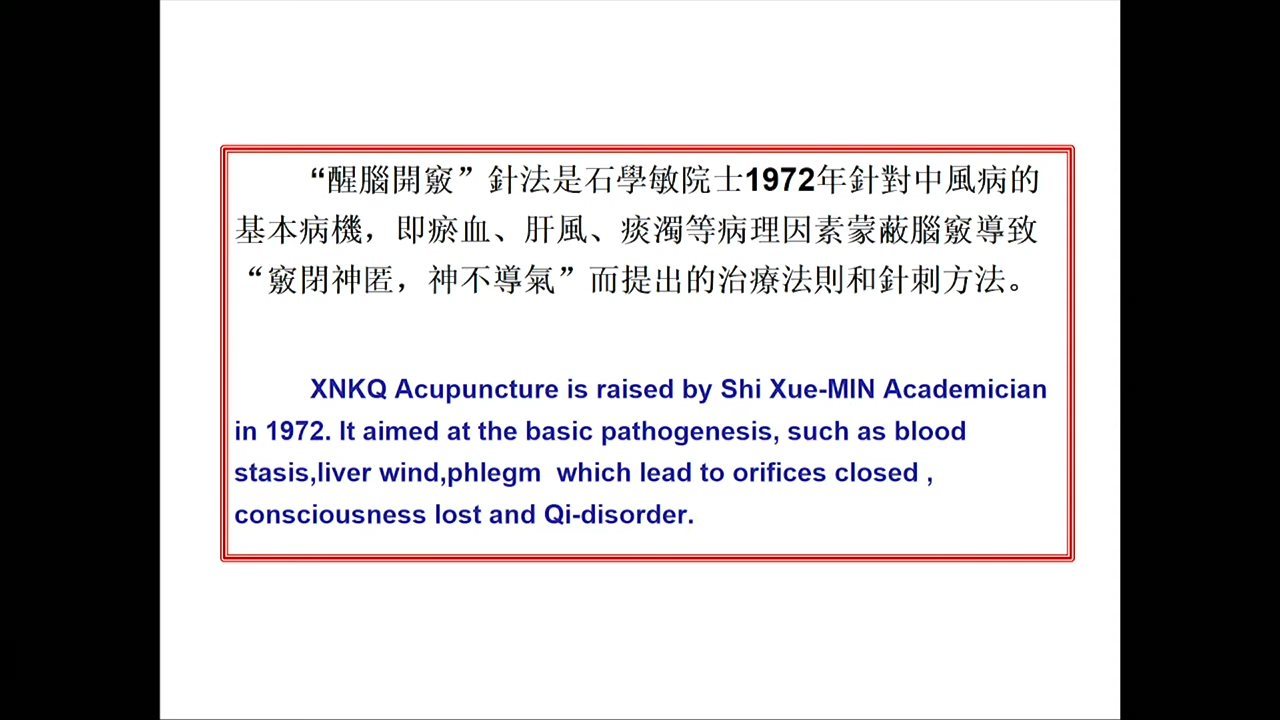 “醒腦開竅”針法是石學敏院士1972年針對中風病的
基本病機，即瘀血、肝風、痰濁等病理因素蒙蔽腦竅導致
“竅閉神匿，神不導氣”而提出的治療法則和針刺方法。
XNKQ Acupuncture is raised by Shi Xue-MIN Academician
in 1972. It aimed at the basic pathogenesis, such as blood
stasis,liver wind,phlegm  which lead to orifices closed ,
consciousness lost and Qi-disorder.